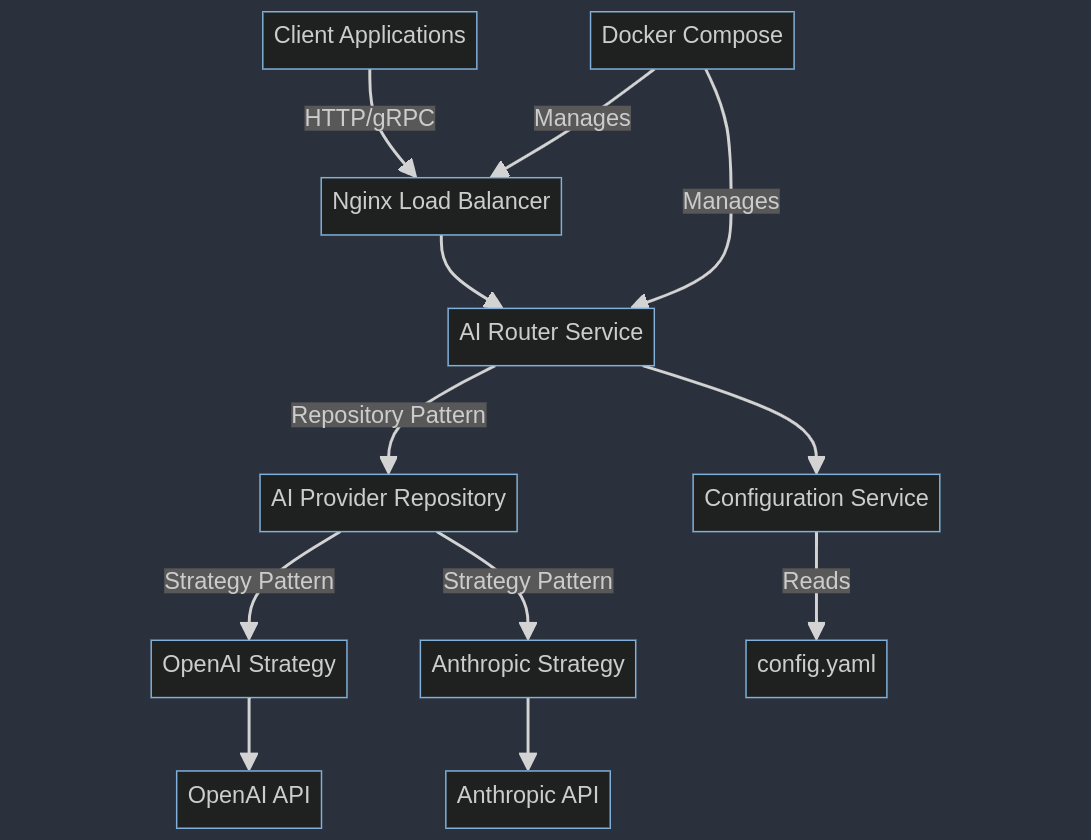 Client Applications
Docker Compose
HTTP/gRPC
Manages
Nginx Load Balancer
Manages
AI Router Service
Repository Pattern
AI Provider Repository
Configuration Service
Strategy Pattern
Strategy Pattern
Reads
OpenAI Strategy
Anthropic Strategy
config.yaml
OpenAI API
Anthropic API